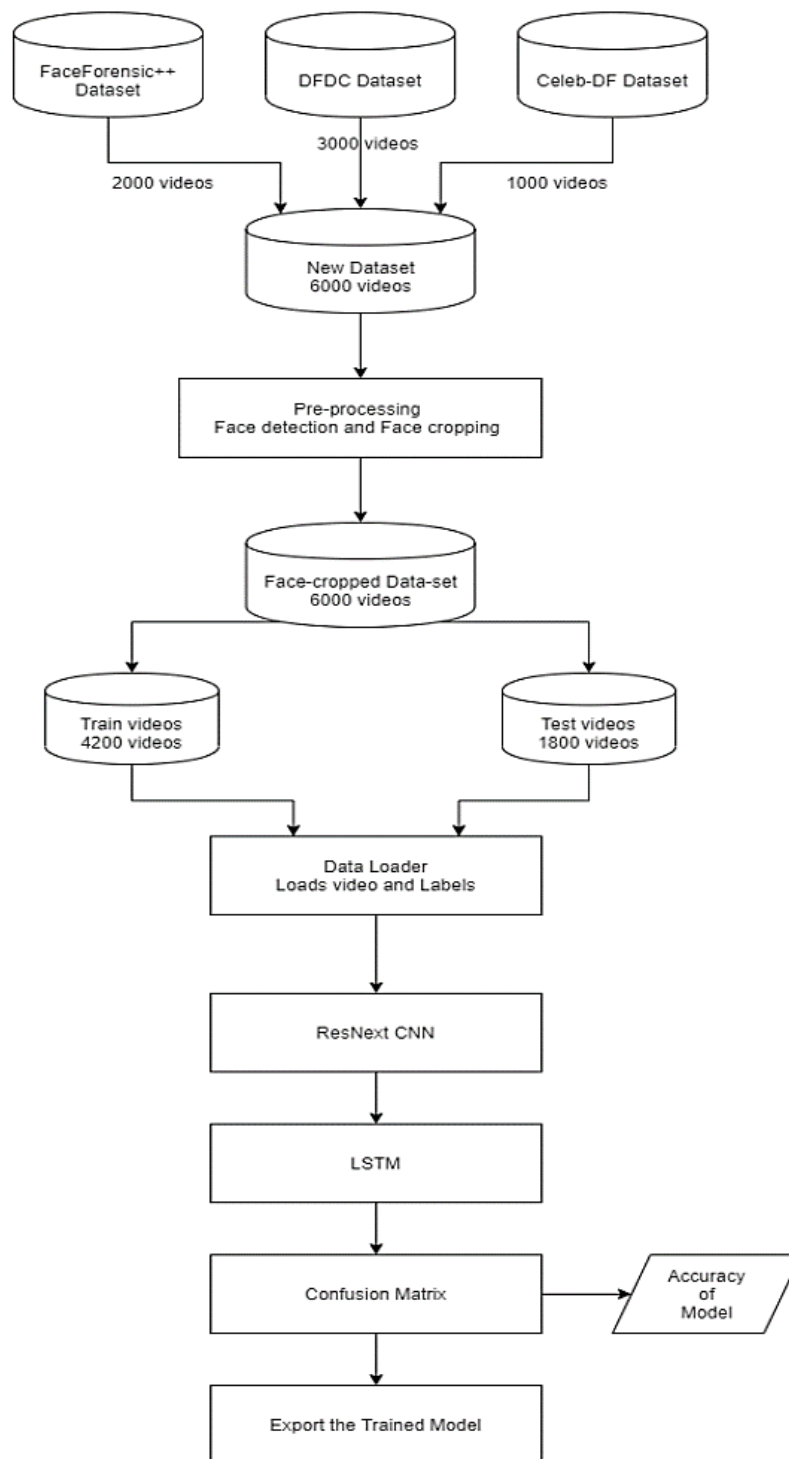 FaceForensic++
Dataset
DFDC Dataset
Celeb-DF Dataset
3000 videos
2000 videos
1000 videos
New Dataset
6000 videos
Pre-processing
Face detection and Face cropping
Face-cropped Data-set
6000 videos
Train videos
4200 videos
Test videos
1800 videos
Data Loader
Loads video and Labels
ResNext CNN
LSTM
Confusion Matrix
Accuracy
of
Model
Export the Trained Model